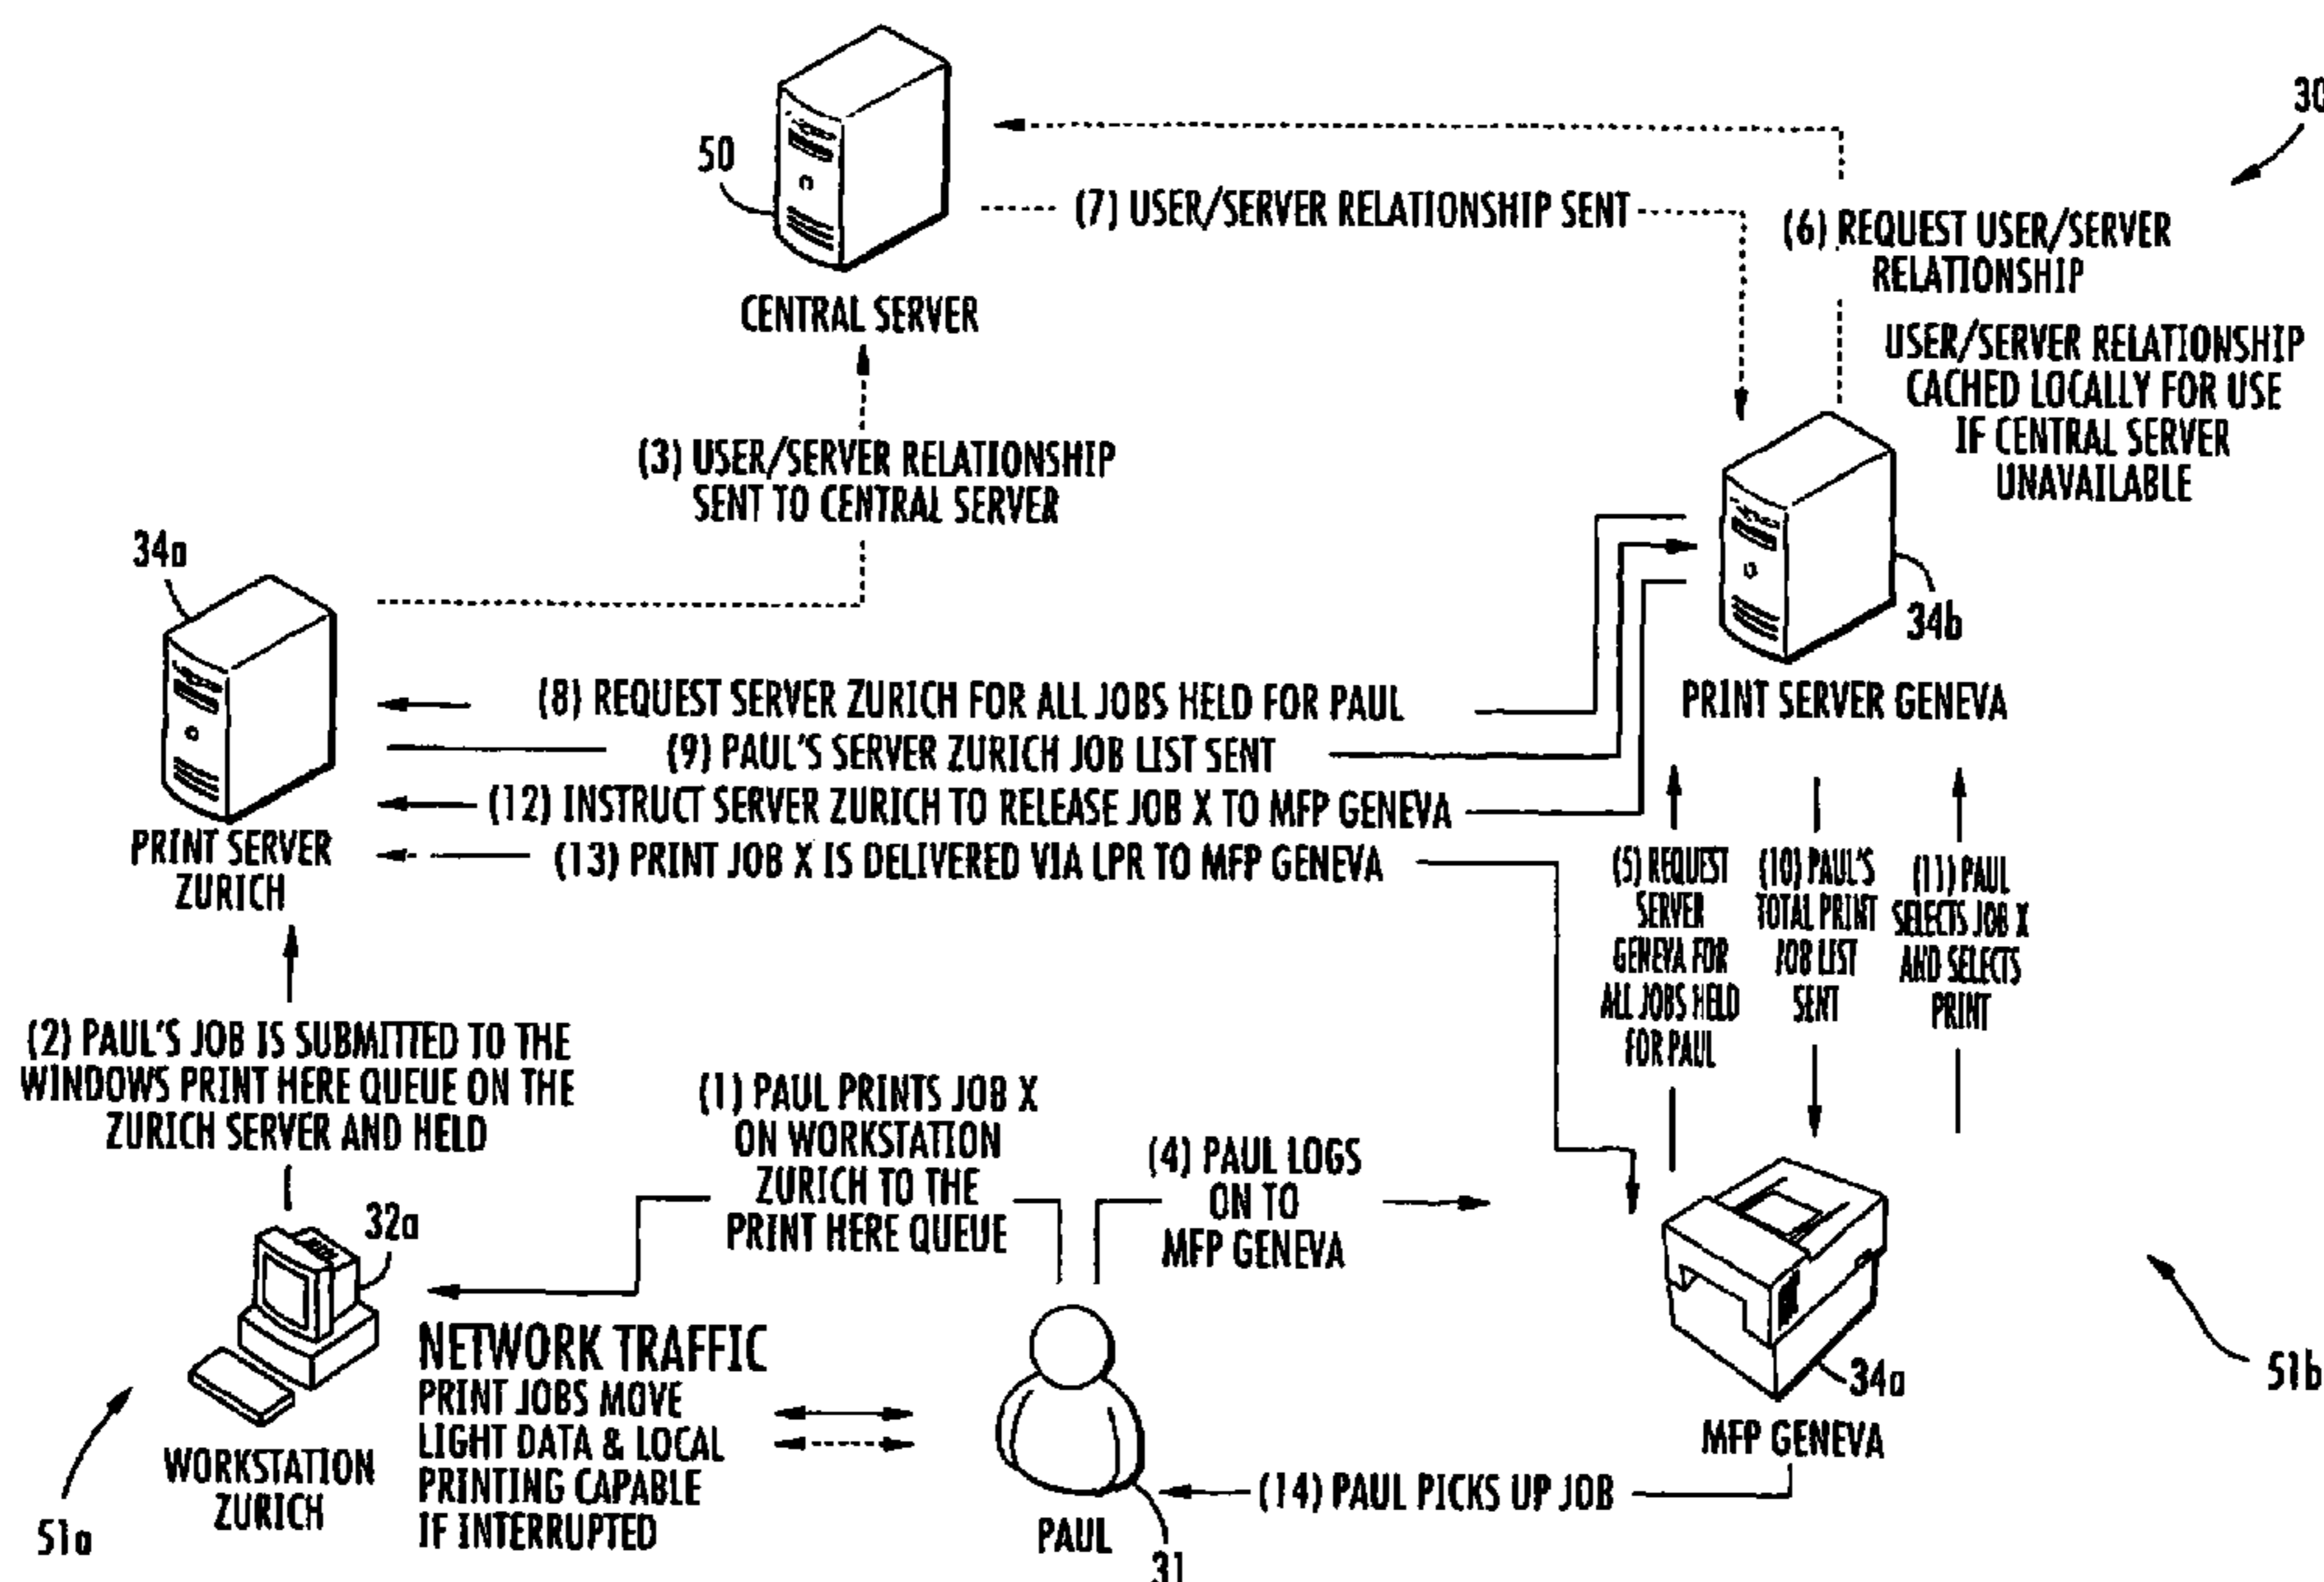 30
50
(7) USER/SERVER RELATIONSHIP SENT
(6) REQUEST USER/SERVER
RELATIONSHIP
CENTRAL SERVER
USER/SERVER RELATIONSHIP
CACHED LOCALLY FOR USE
IF CENTRAL SERVER
UNAVAILABLE
(3) USER/SERVER RELATIONSHIP
SENT TO CENTRAL SERVER
34a
34b
PRINT SERVER GENEVA
(8) REQUEST SERVER ZURICH FOR ALL JOBS HELD FOR PAUL
(9) PAUL'S SERVER ZURICH JOB LIST SENT
(12) INSTRUCT SERVER ZURICH TO RELEASE JOB X TO MFP GENEVA
(13) PRINT JOB X IS DELIVERED VIA LPR TO MFP GENEVA
PRINT SERVER
ZURICH
(5) REQUEST
SERVER
GENEVA FOR
ALL JOBS HELD
FOR PAUL
(10) PAUL'S
TOTAL PRINT
JOB LIST
SENT
(11) PAUL
SELECTS JOB X
AND SELECTS
PRINT
(2) PAUL'S JOB IS SUBMITTED TO THE
WINDOWS PRINT HERE QUEUE ON THE
ZURICH SERVER AND HELD
(1) PAUL PRINTS JOB X
ON WORKSTATION
ZURICH TO THE
PRINT HERE QUEUE
(4) PAUL LOGS
ON TO
MFP GENEVA
32a
WORKSTATION
ZURICH
51a
NETWORK TRAFFIC
PRINT JOBS MOVE
LIGHT DATA & LOCAL
PRINTING CAPABLE
IF INTERRUPTED
PAUL
31
(14) PAUL PICKS UP JOB
34a
MFP GENEVA
51b